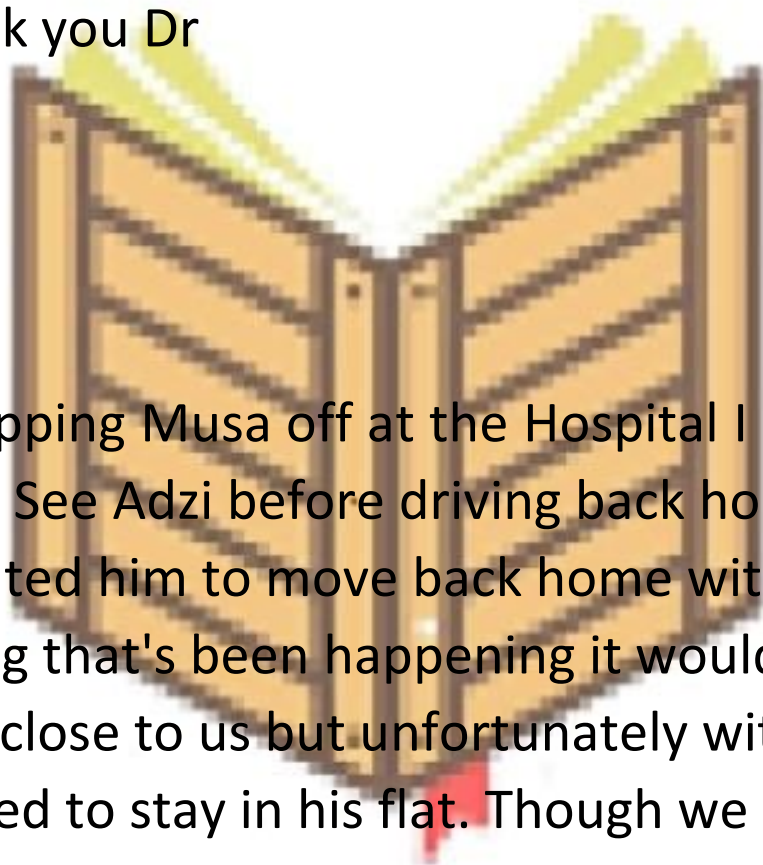 k you Dr
pping Musa off at the Hospital I
See Adzi before driving back ho
ted him to move back home wit
g that's been happening it would
close to us but unfortunately wit
ed to stay in his flat. Though we